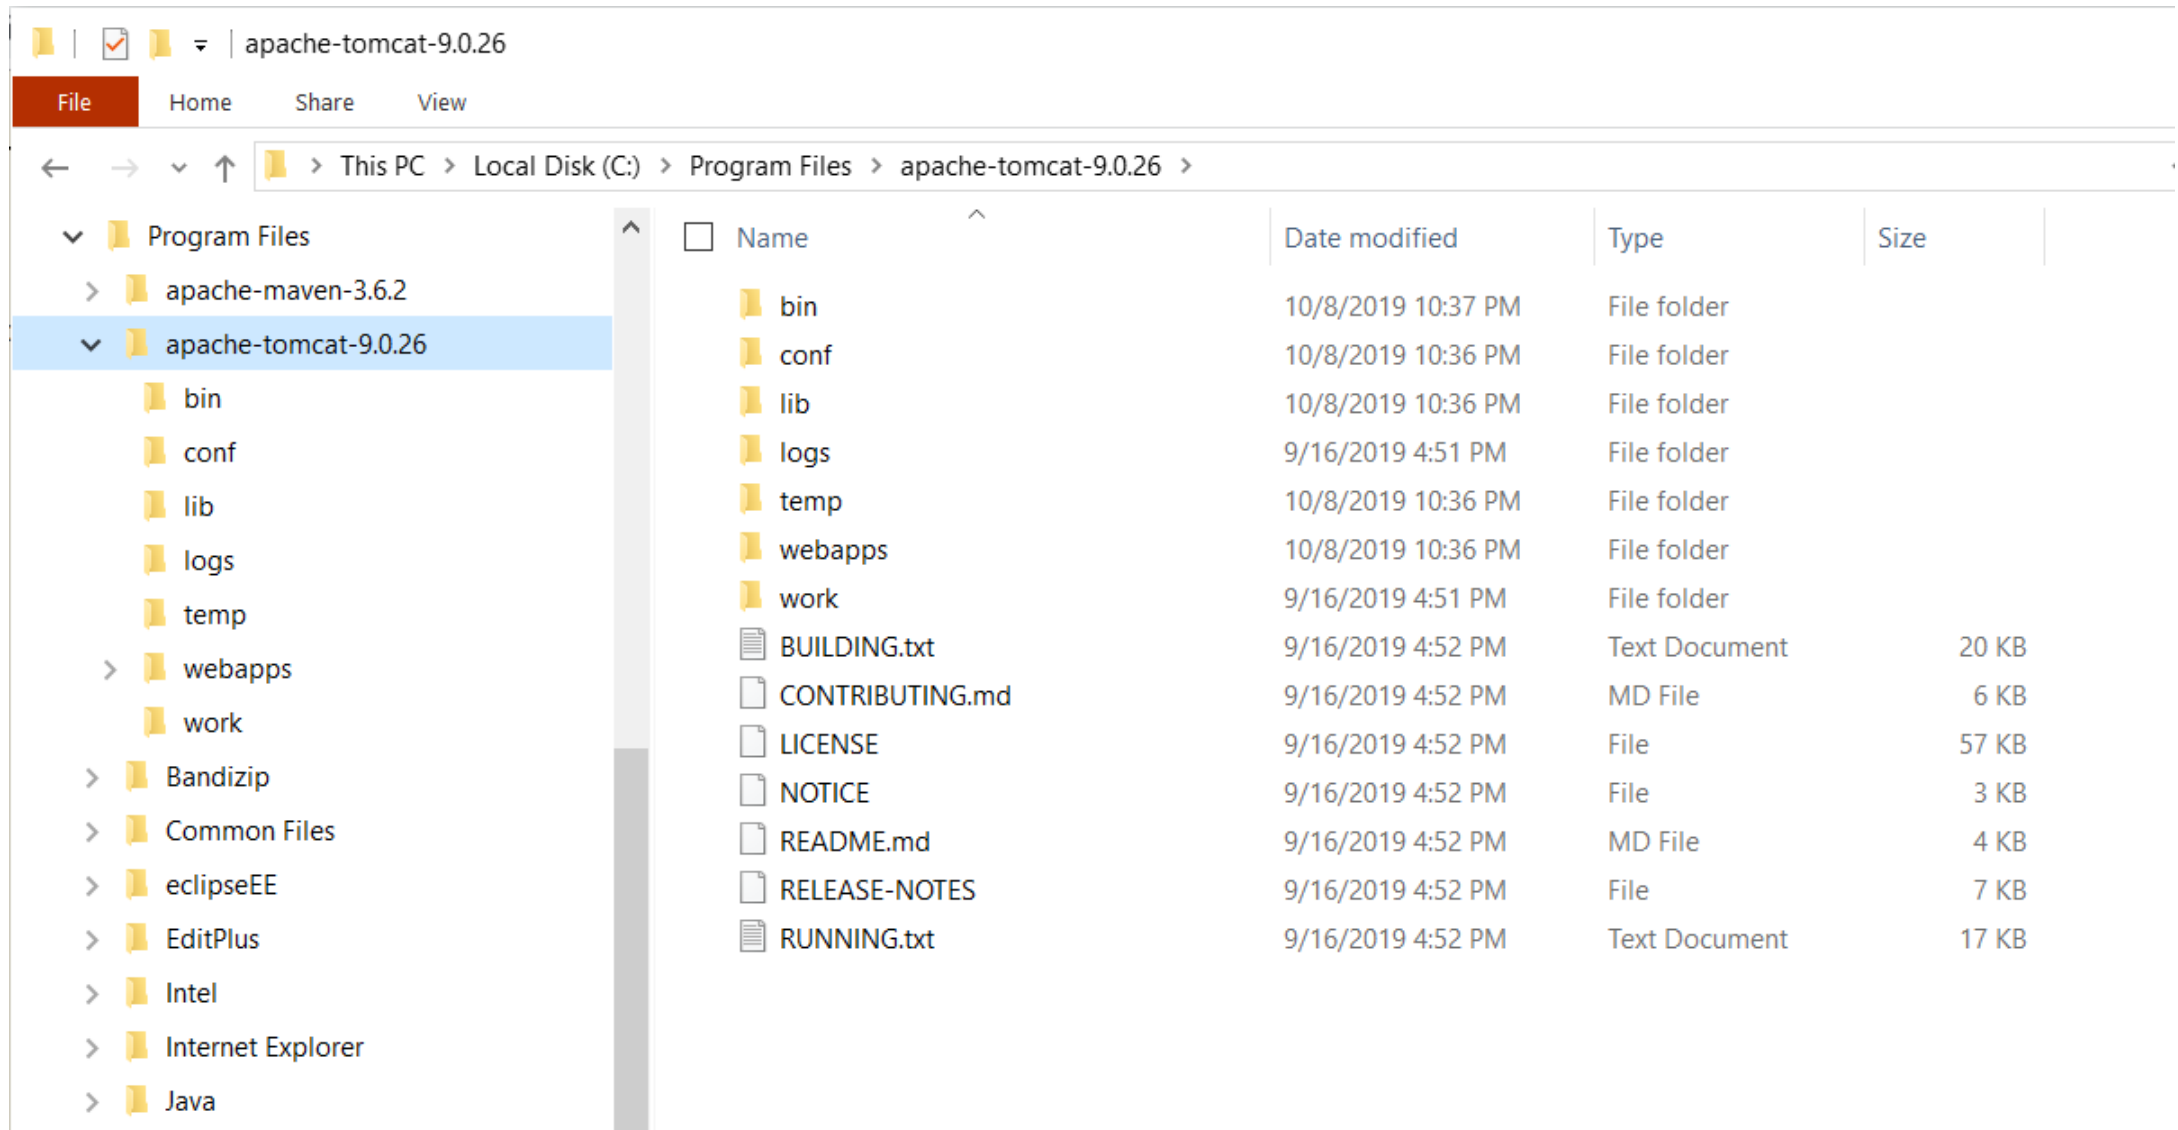 apache-tomcat-9.0.26
File Home Share View
This PC > Local Disk (C:) > Program Files > apache-tomcat-9.0.26 >
Program Files
apache-maven-3.6.2
apache-tomcat-9.0.26
bin
conf
lib
logs
temp
webapps
work
Bandizip
Common Files
eclipseEE
EditPlus
Intel
Internet Explorer
Java
Name Date modified Type Size
bin 10/8/2019 10:37 PM File folder
conf 10/8/2019 10:36 PM File folder
lib 10/8/2019 10:36 PM File folder
logs 9/16/2019 4:51 PM File folder
temp 10/8/2019 10:36 PM File folder
webapps 10/8/2019 10:36 PM File folder
work 9/16/2019 4:51 PM File folder
BUILDING.txt 9/16/2019 4:52 PM Text Document 20 KB
CONTRIBUTING.md 9/16/2019 4:52 PM MD File 6 KB
LICENSE 9/16/2019 4:52 PM File 57 KB
NOTICE 9/16/2019 4:52 PM File 3 KB
README.md 9/16/2019 4:52 PM MD File 4 KB
RELEASE-NOTES 9/16/2019 4:52 PM File 7 KB
RUNNING.txt 9/16/2019 4:52 PM Text Document 17 KB